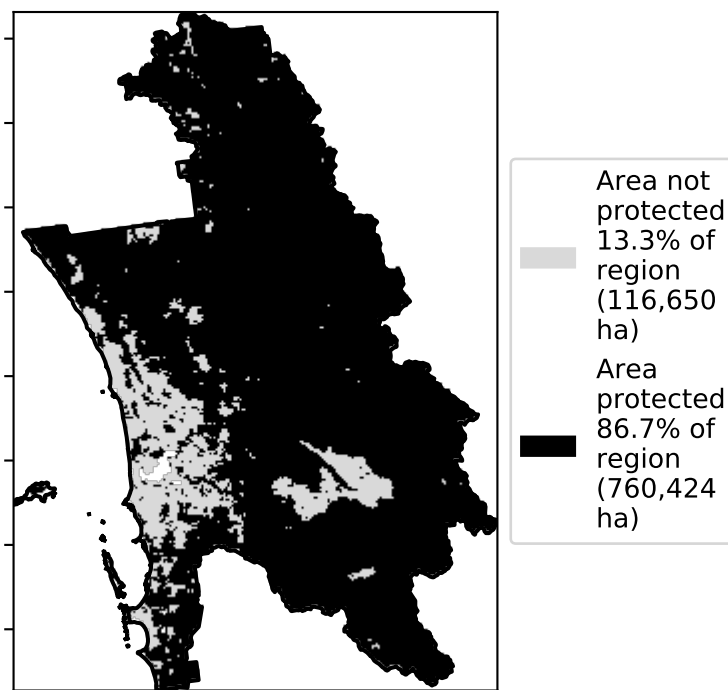 Area not
protected
13.3% of
region
(116,650
ha)
Area
protected
86.7% of
region
(760,424
ha)